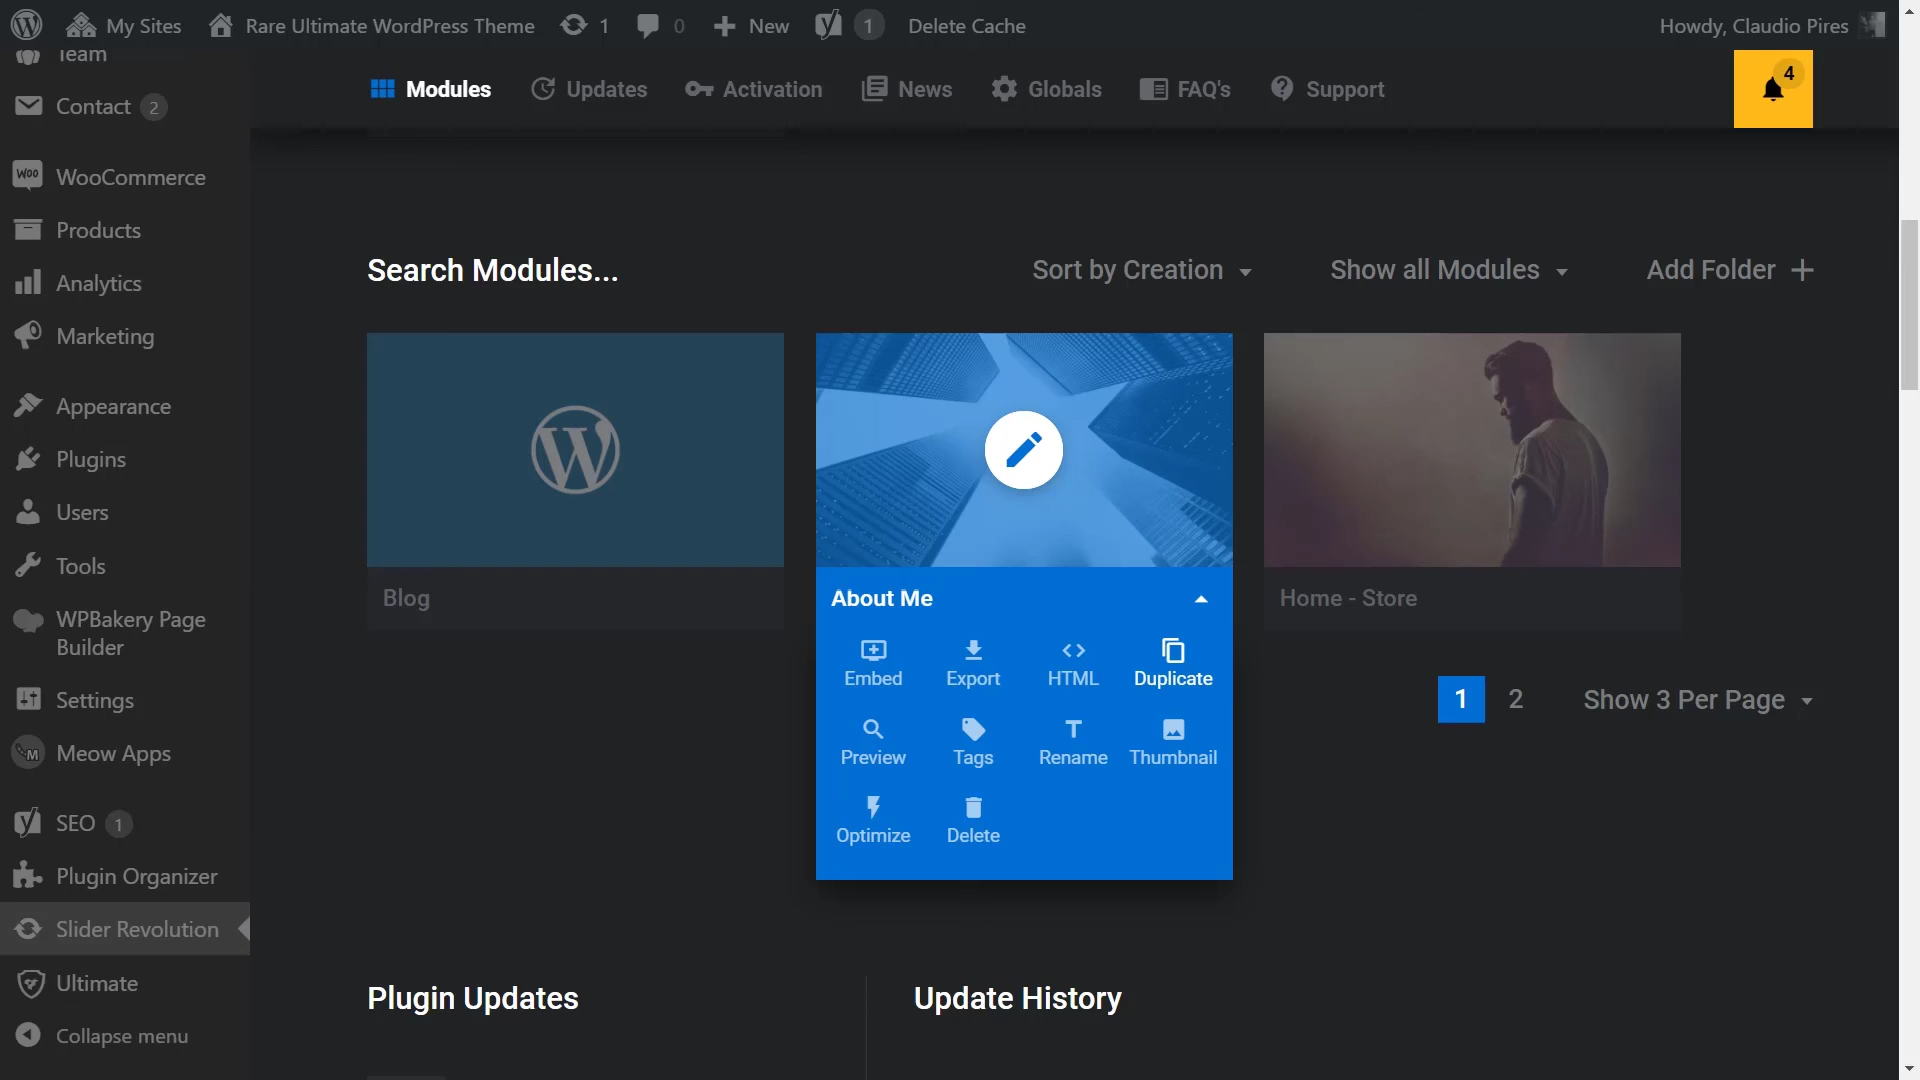 My Sites
Rare Ultimate WordPress Theme
1
0
New
1
Delete Cache
Howdy, Claudio Pires
Team
Contact 2
WooCommerce
Products
Analytics
Marketing
Appearance
Plugins
Users
Tools
WPBakery Page
Builder
Settings
Meow Apps
SEO 1
Plugin Organizer
Slider Revolution
Ultimate
Collapse menu
Modules
Updates
Activation
News
Globals
FAQ's
Support
4
Search Modules...
Sort by Creation
Show all Modules
Add Folder
Blog
About Me
Home - Store
Embed
Export
HTML
Duplicate
Preview
Tags
Rename
Thumbnail
Optimize
Delete
1
2
Show 3 Per Page
Plugin Updates
Update History